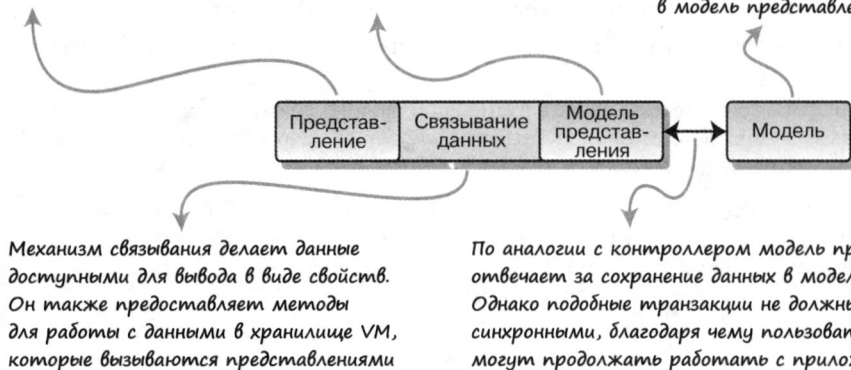 в модель представле
Представ-
ление
Связывание
данных
Модель
представ-
ления
Модель
Механизм связывания делает данные
доступными для вывода в виде свойств.
Он также предоставляет методы
для работы с данными в хранилище VM,
которые вызываются представлениями
По аналогии с контроллером модель пр
отвечает за сохранение данных в модел
Однако подобные транзакции не должны
синхронными, благодаря чему пользоват
могут продолжать работать с прилож